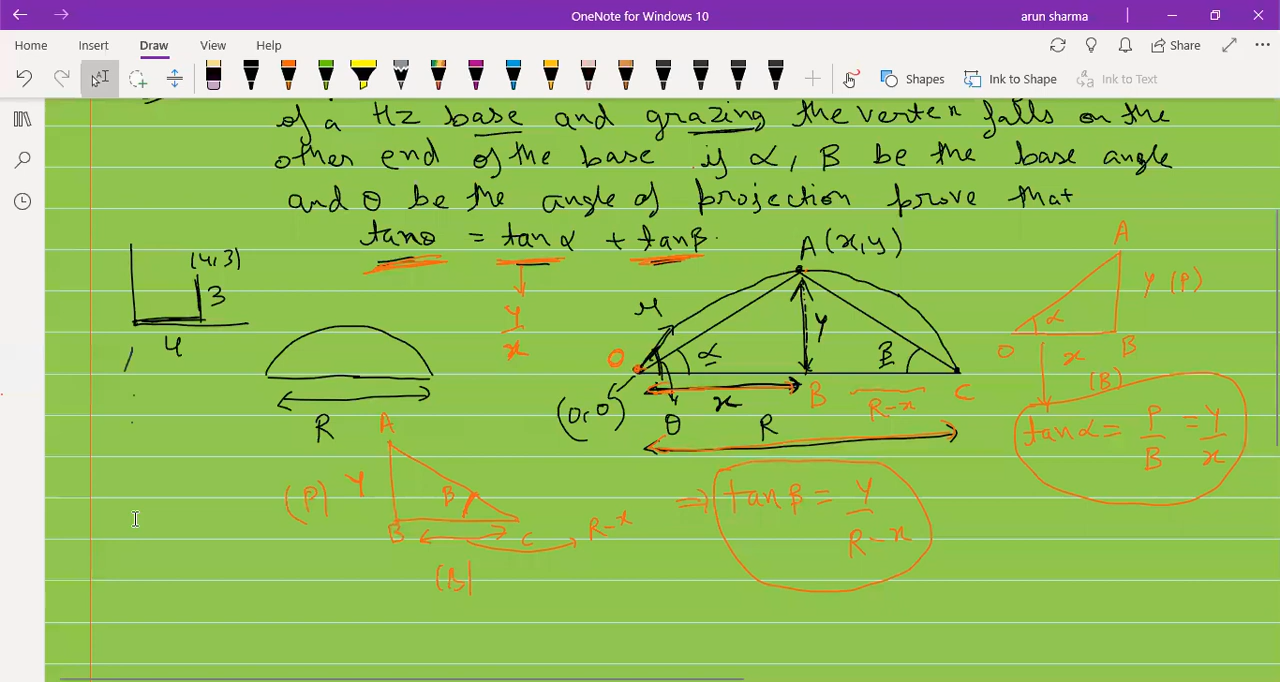 OneNote for Windows 10
arun sharma
Home Insert Draw View Help
Share
Shapes
Ink to Shape
Ink to Text
of a Hz base and grazing the vertex falls on the
other end of the base if α, B be the base angle
and θ be the angle of projection prove that
tanθ = tanα + tanβ.
Y
x
(4,3)
3
4
R
A (x,y)
O
α
y
B
(0,0)
θ
x
B
R-x
C
R
A
y (P)
α
O
x
B
(B)
tanα = P/B = y/x
A
(P) Y
B
B
C
R-x
(B)
⇒ tanβ = y/R-x